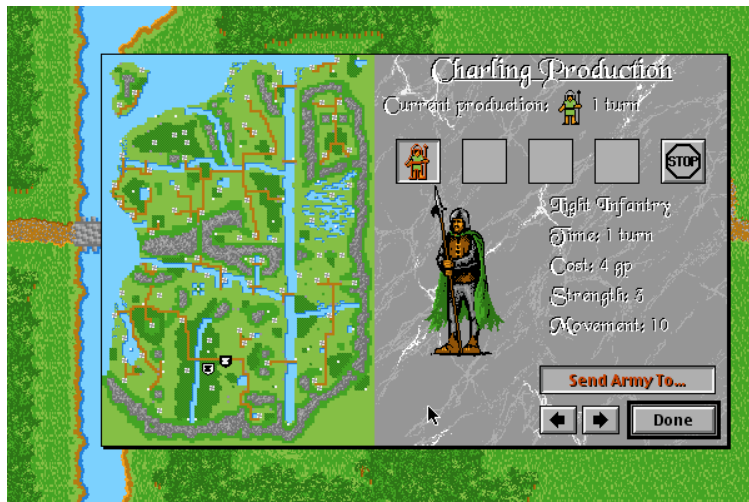 Charling Production
Current production: 1 turn
STOP
Light Infantry
Time: 1 turn
Cost: 4 gp
Strength: 3
Movement: 10
Send Army To...
Done